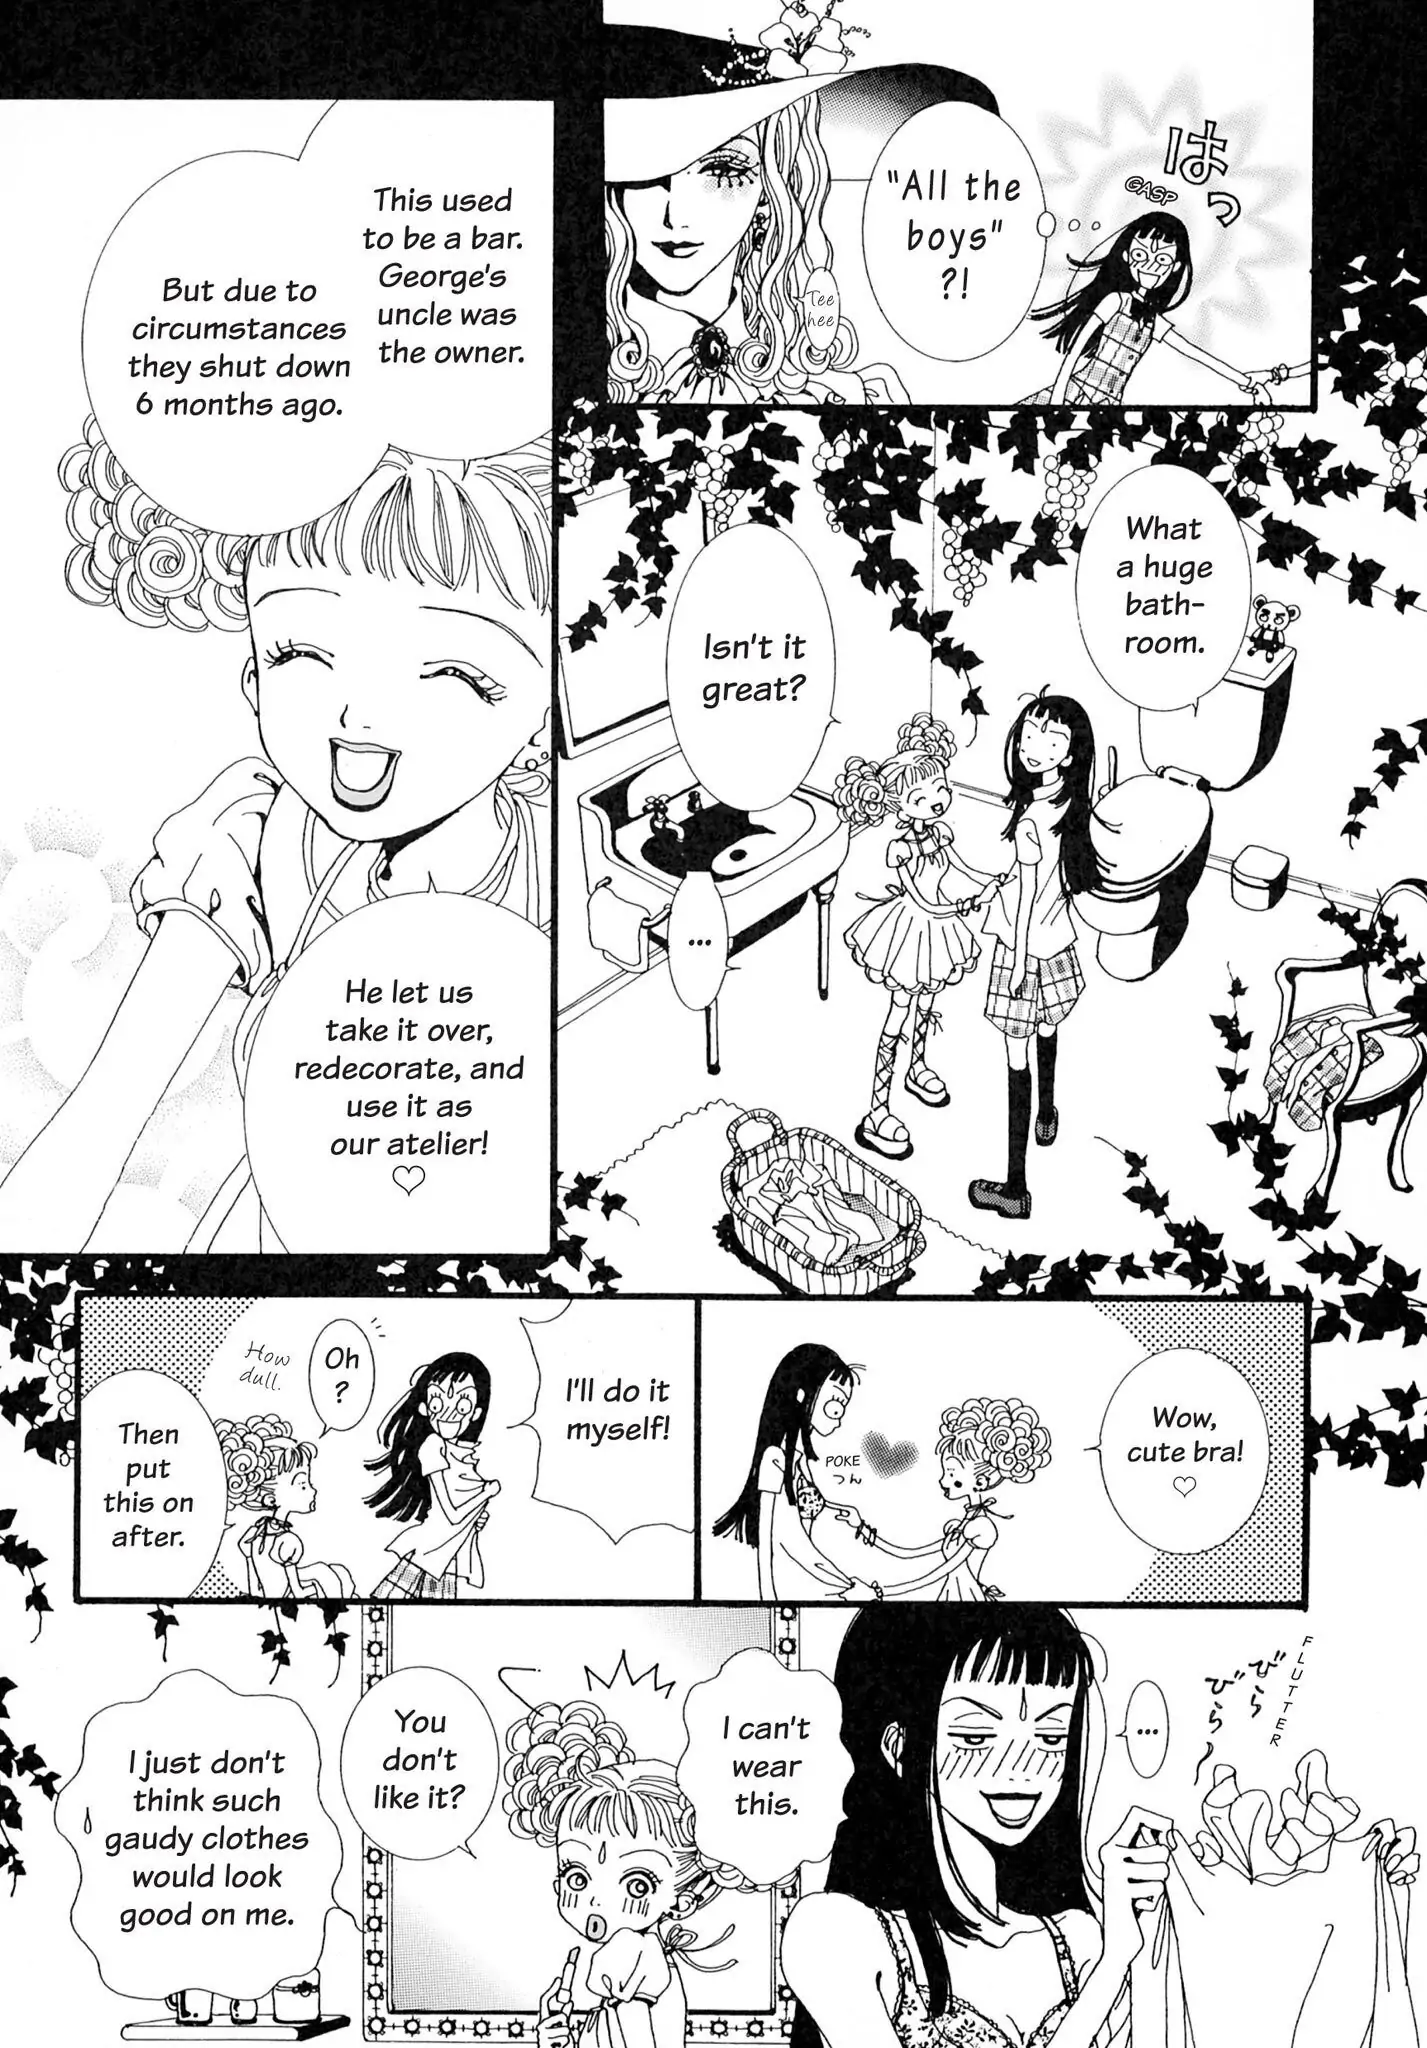 "All the
boys"
?!
Tee
hee
はっ
GASP
What
a huge
bath-
room.
Isn't it
great?
...
This used
to be a bar.
George's
uncle was
the owner.
But due to
circumstances
they shut down
6 months ago.
He let us
take it over,
redecorate, and
use it as
our atelier!
♡
Wow,
cute bra!
♡
POKE
つん
I'll do it
myself!
Oh
?
How
dull.
Then
put
this on
after.
FLUTTER
びら
びら〜
...
I can't
wear
this.
You
don't
like it?
I just don't
think such
gaudy clothes
would look
good on me.